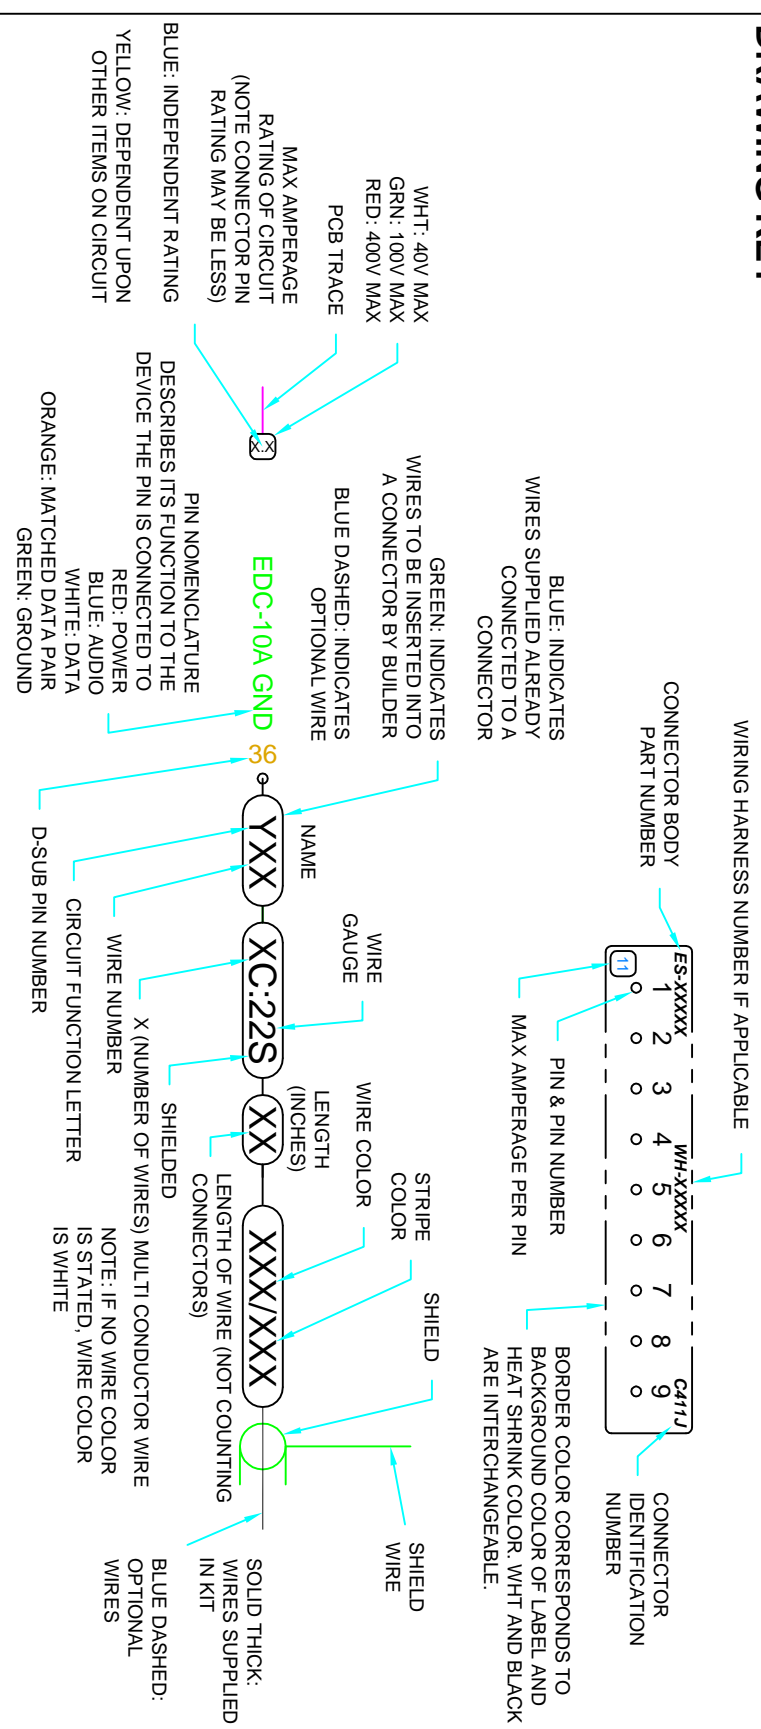 DRAWING KEY
WIRING HARNESS NUMBER IF APPLICABLE
CONNECTOR BODY
PART NUMBER
ES-XXXXX
WH-XXXXX
C411J
1 2 3 4 5 6 7 8 9
11
CONNECTOR
IDENTIFICATION
NUMBER
PIN & PIN NUMBER
MAX AMPERAGE PER PIN
BORDER COLOR CORRESPONDS TO
BACKGROUND COLOR OF LABEL AND
HEAT SHRINK COLOR. WHT AND BLACK
ARE INTERCHANGEABLE.
BLUE: INDICATES
WIRES SUPPLIED ALREADY
CONNECTED TO A
CONNECTOR
GREEN: INDICATES
WIRES TO BE INSERTED INTO
A CONNECTOR BY BUILDER
BLUE DASHED: INDICATES
OPTIONAL WIRE
WHT: 40V MAX
GRN: 100V MAX
RED: 400V MAX
PCB TRACE
MAX AMPERAGE
RATING OF CIRCUIT
(NOTE CONNECTOR PIN
RATING MAY BE LESS)
BLUE: INDEPENDENT RATING
YELLOW: DEPENDENT UPON
OTHER ITEMS ON CIRCUIT
NAME
WIRE
GAUGE
LENGTH
(INCHES)
WIRE COLOR
STRIPE
COLOR
SHIELD
SHIELD
WIRE
X.X
EDC-10A GND
36
YXX
XC:22S
XX
XXX/XXX
PIN NOMENCLATURE
DESCRIBES ITS FUNCTION TO THE
DEVICE THE PIN IS CONNECTED TO
RED: POWER
BLUE: AUDIO
WHITE: DATA
ORANGE: MATCHED DATA PAIR
GREEN: GROUND
D-SUB PIN NUMBER
CIRCUIT FUNCTION LETTER
WIRE NUMBER
X (NUMBER OF WIRES) MULTI CONDUCTOR WIRE
SHIELDED
LENGTH OF WIRE (NOT COUNTING
CONNECTORS)
NOTE: IF NO WIRE COLOR
IS STATED, WIRE COLOR
IS WHITE
SOLID THICK:
WIRES SUPPLIED
IN KIT
BLUE DASHED:
OPTIONAL
WIRES